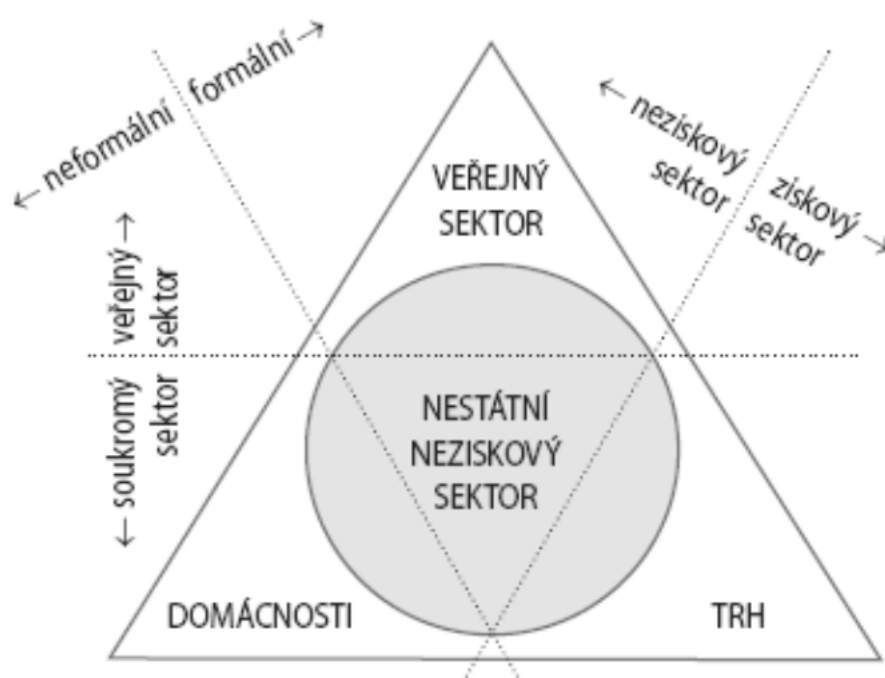 ← neformální formální →
← neziskový
sektor
ziskový →
sektor
VEŘEJNÝ
SEKTOR
veřejný →
sektor
← soukromý
sektor
NESTÁTNÍ
NEZISKOVÝ
SEKTOR
DOMÁCNOSTI
TRH